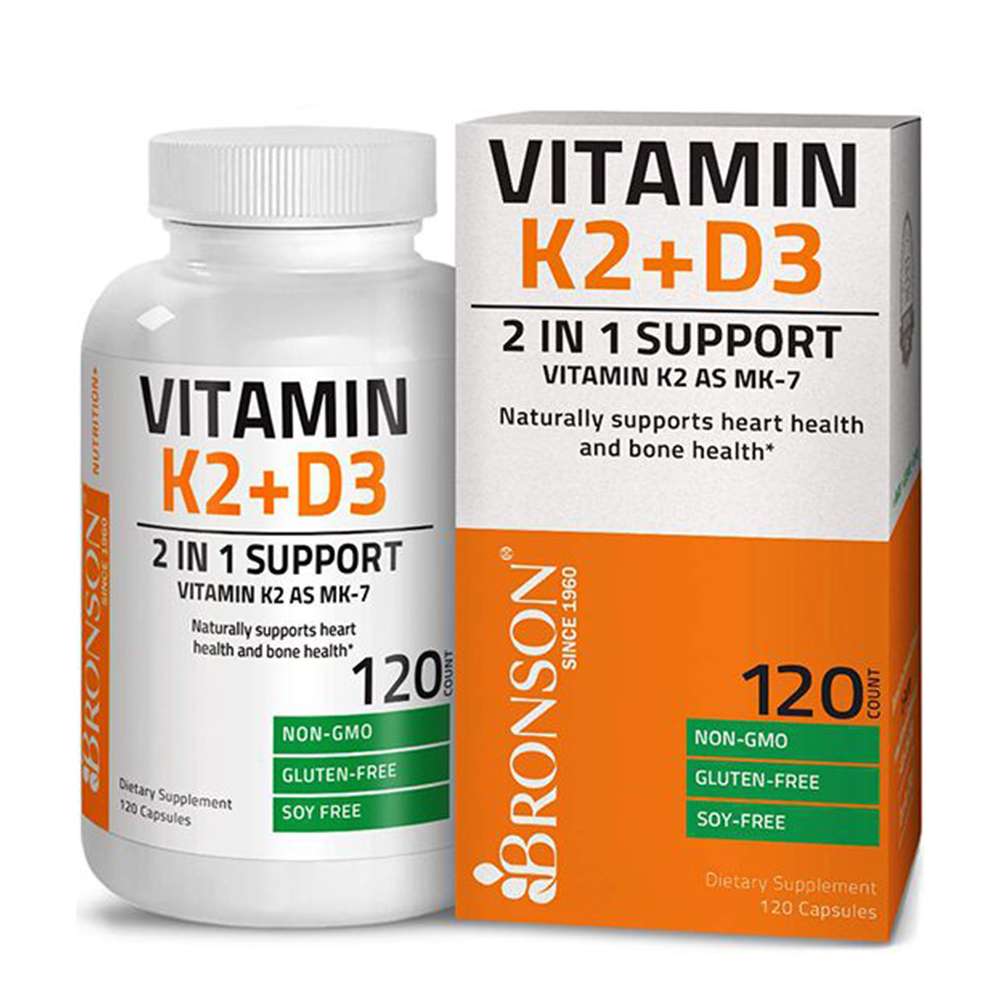 VITAMIN
K2+D3
2 IN 1 SUPPORT
VITAMIN K2 AS MK-7
Naturally supports heart
health and bone health*
120 COUNT
NON-GMO
GLUTEN-FREE
SOY FREE
Dietary Supplement
120 Capsules
NUTRITION+
BRONSON
SINCE 1960
VITAMIN
K2+D3
2 IN 1 SUPPORT
VITAMIN K2 AS MK-7
Naturally supports heart health
and bone health*
BRONSON®
SINCE 1960
120 COUNT
NON-GMO
GLUTEN-FREE
SOY-FREE
Dietary Supplement
120 Capsules